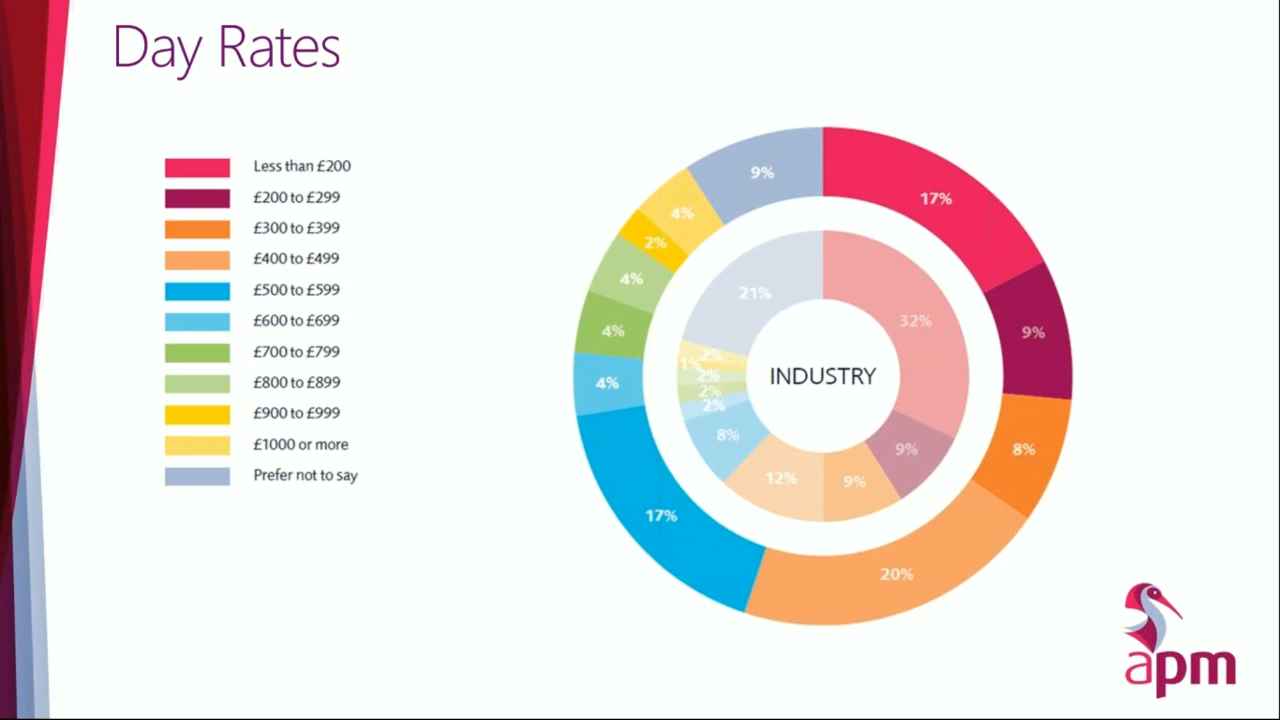 Day Rates
Less than £200
£200 to £299
£300 to £399
£400 to £499
£500 to £599
£600 to £699
£700 to £799
£800 to £899
£900 to £999
£1000 or more
Prefer not to say
17%
9%
8%
20%
17%
4%
4%
4%
2%
4%
9%
INDUSTRY
32%
9%
9%
12%
8%
2%
2%
2%
1%
2%
21%
apm